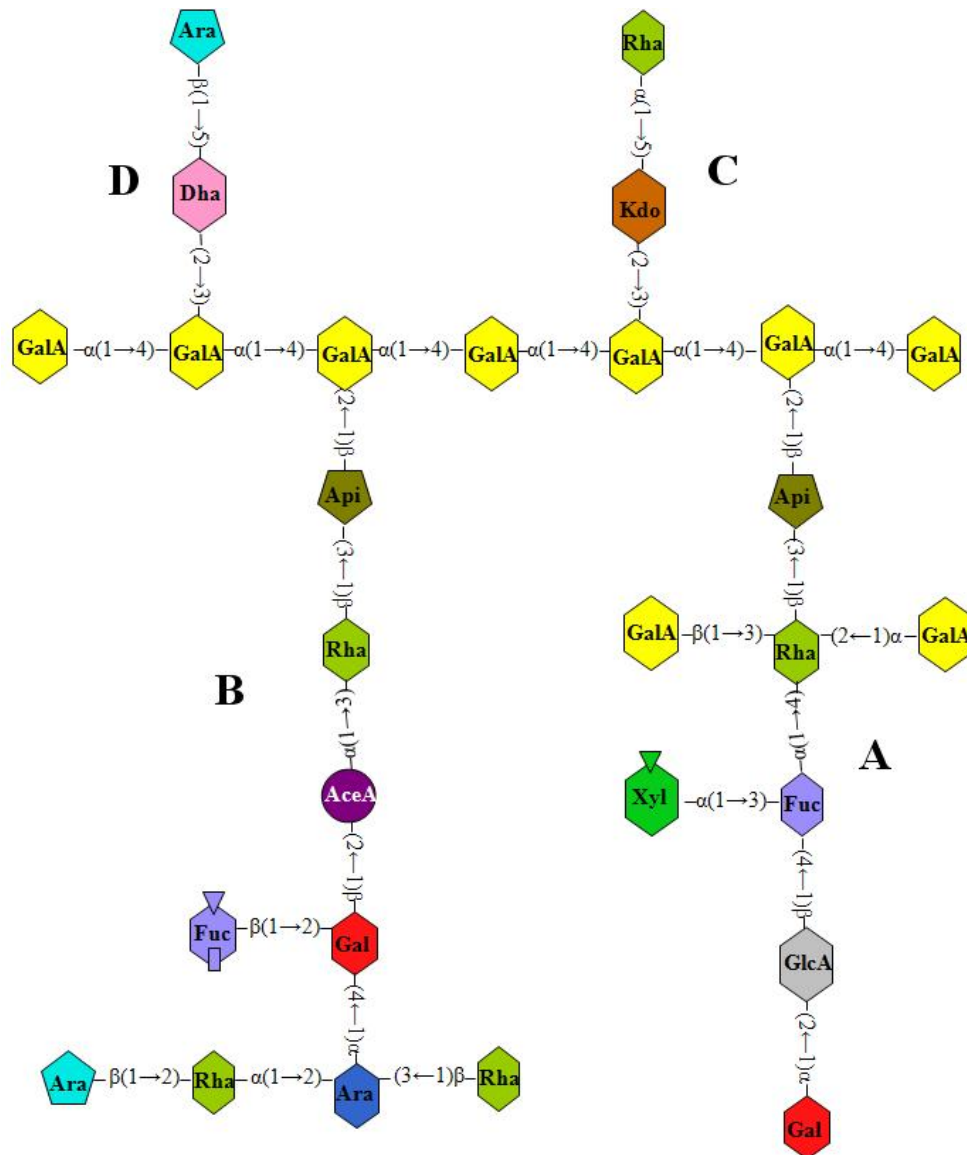 Ara
Rha
β(1→5)
α(1→5)
D
C
Dha
Kdo
(2→3)
(2→3)
GalA α(1→4) GalA α(1→4) GalA α(1→4) GalA α(1→4) GalA α(1→4) GalA α(1→4) GalA
(2←1)β
(2←1)β
Api
Api
(3←1)β
(3←1)β
Rha
GalA β(1→3) Rha (2←1)α GalA
B
(3←1)α
(4←1)α
A
AceA
Xyl α(1→3) Fuc
(2←1)β
(4←1)β
Fuc β(1→2) Gal
GlcA
(4←1)α
(2←1)α
Ara β(1→2) Rha α(1→2) Ara (3←1)β Rha
Gal